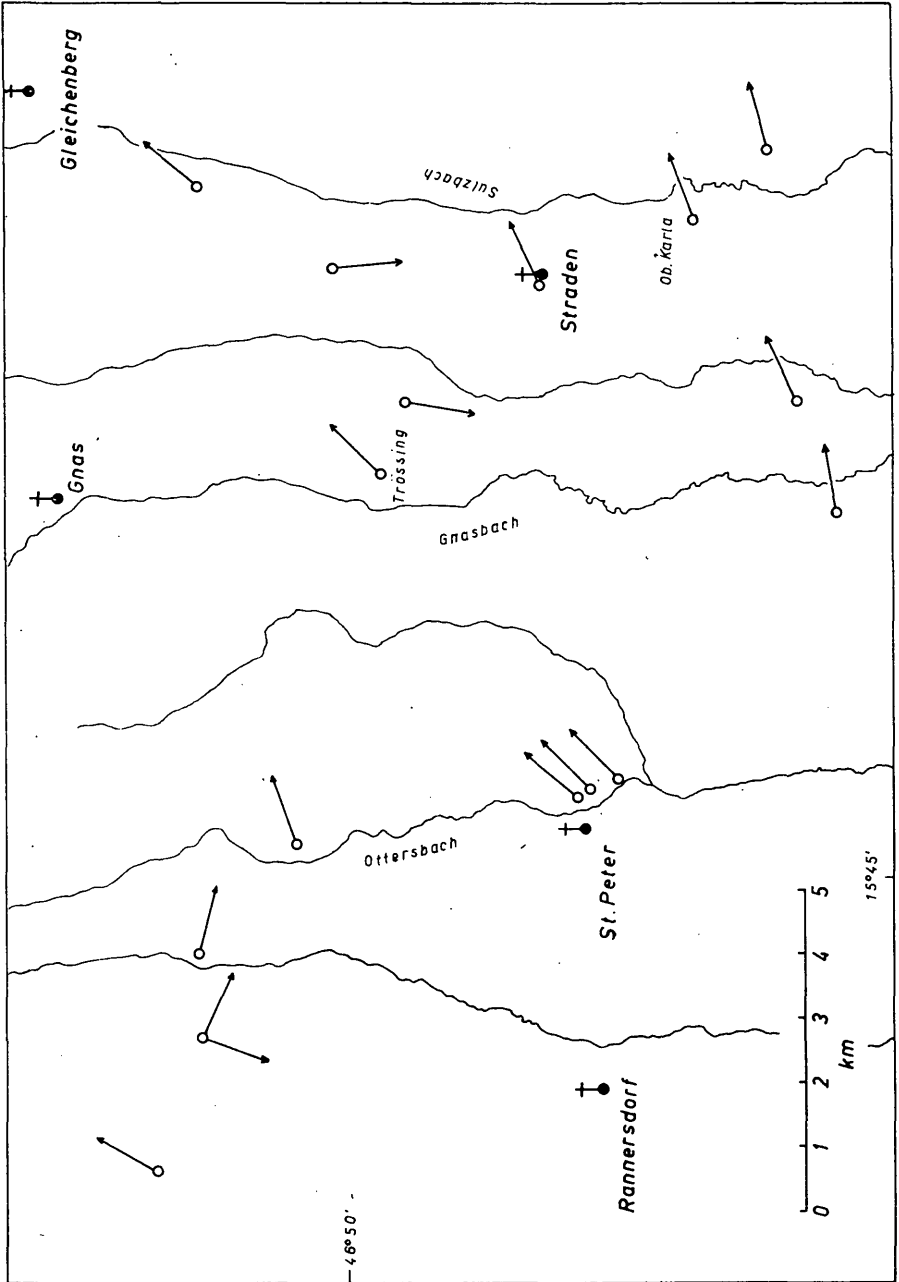 Gleichenberg
Sulzbach
Ob. Karla
Straden
Gnas
Trössing
Gnasbach
Ottersbach
St. Peter
15°45'
Rannersdorf
0 1 2 3 4 5
km
46°50'